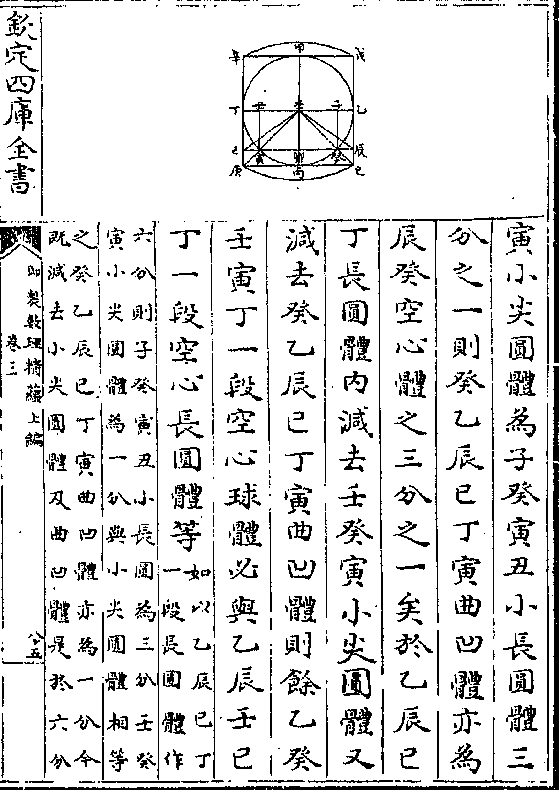 欽定四庫全書
甲
辛
戊
丁
丑
壬
子
乙
巳
寅
卯
癸
辰
庚
丙
己
寅小尖圓體為子癸寅丑小長圓體三
分之一則癸乙辰巳丁寅曲凹體亦為
辰癸空心體之三分之一矣於乙辰巳
丁長圓體內減去壬癸寅小尖圓體又
減去癸乙辰巳丁寅曲凹體則餘乙癸
壬寅丁一段空心球體必與乙辰壬巳
丁一段空心長圓體等
如以乙辰巳丁
一段長圓體作
六分則子癸寅丑小長圓為三分壬癸
寅小尖圓體為一分與小尖圓體相等
之癸乙辰巳丁寅曲凹體亦為一分今
既減去小尖圓體及曲凹體是於六分
御製數理精蘊上編
卷三